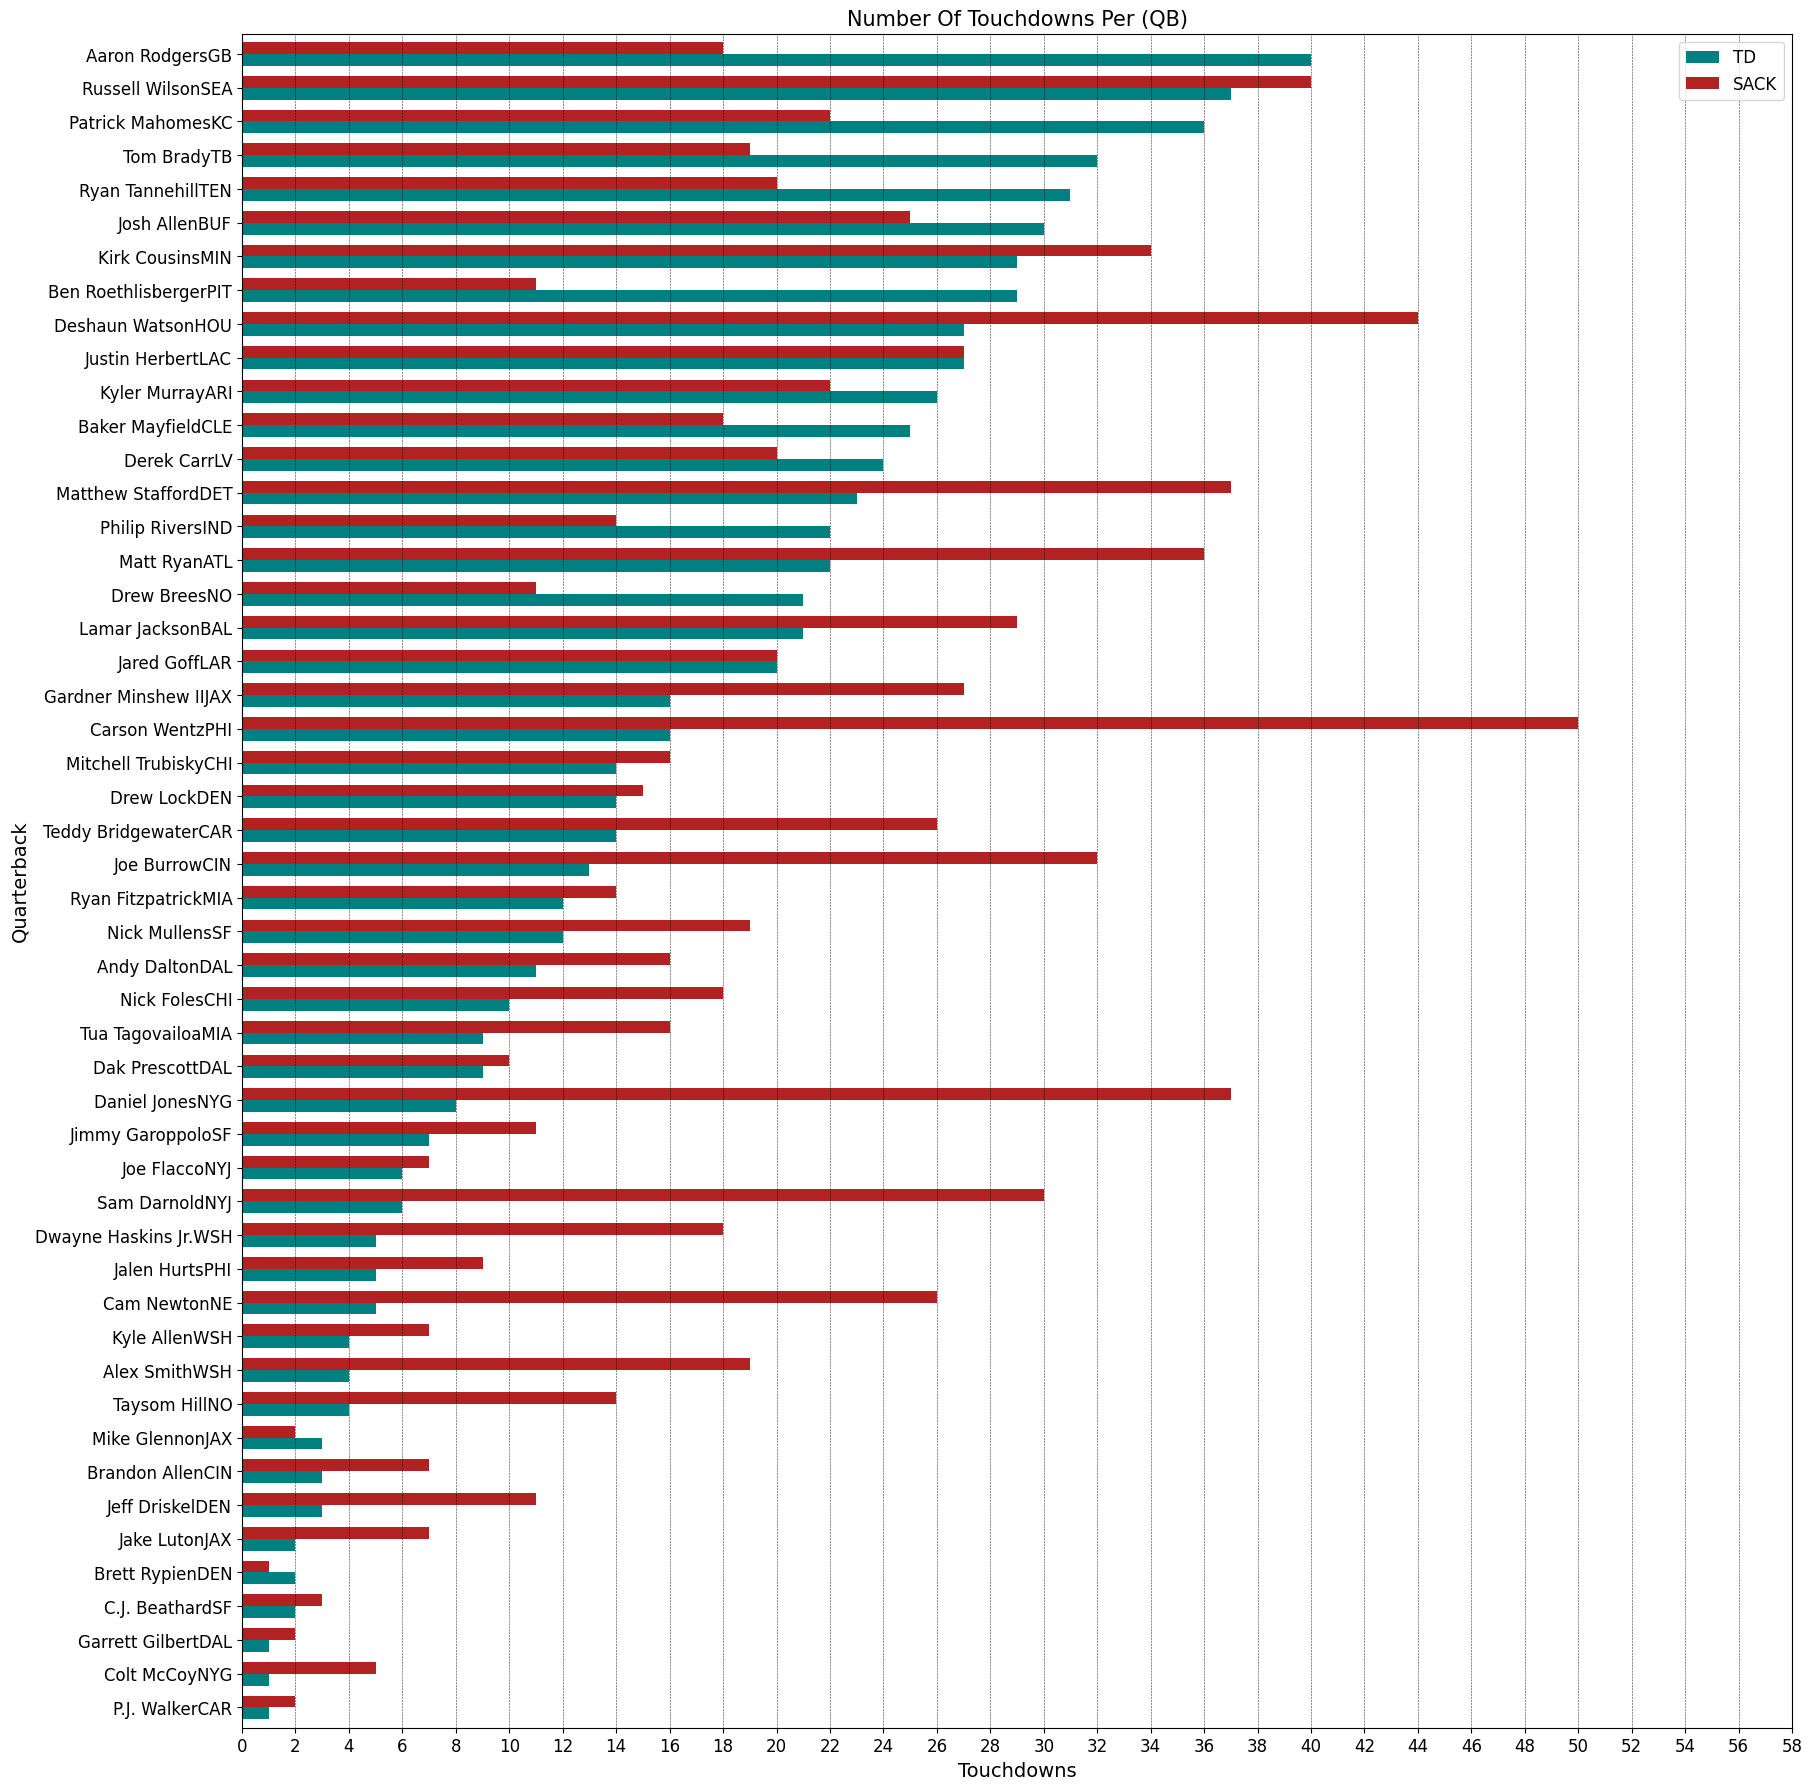 Number Of Touchdowns Per (QB)
TD
SACK
Quarterback
Aaron RodgersGB
Russell WilsonSEA
Patrick MahomesKC
Tom BradyTB
Ryan TannehillTEN
Josh AllenBUF
Kirk CousinsMIN
Ben RoethlisbergerPIT
Deshaun WatsonHOU
Justin HerbertLAC
Kyler MurrayARI
Baker MayfieldCLE
Derek CarrLV
Matthew StaffordDET
Philip RiversIND
Matt RyanATL
Drew BreesNO
Lamar JacksonBAL
Jared GoffLAR
Gardner Minshew IIJAX
Carson WentzPHI
Mitchell TrubiskyCHI
Drew LockDEN
Teddy BridgewaterCAR
Joe BurrowCIN
Ryan FitzpatrickMIA
Nick MullensSF
Andy DaltonDAL
Nick FolesCHI
Tua TagovailoaMIA
Dak PrescottDAL
Daniel JonesNYG
Jimmy GaroppoloSF
Joe FlaccoNYJ
Sam DarnoldNYJ
Dwayne Haskins Jr.WSH
Jalen HurtsPHI
Cam NewtonNE
Kyle AllenWSH
Alex SmithWSH
Taysom HillNO
Mike GlennonJAX
Brandon AllenCIN
Jeff DriskelDEN
Jake LutonJAX
Brett RypienDEN
C.J. BeathardSF
Garrett GilbertDAL
Colt McCoyNYG
P.J. WalkerCAR
0 2 4 6 8 10 12 14 16 18 20 22 24 26 28 30 32 34 36 38 40 42 44 46 48 50 52 54 56 58
Touchdowns